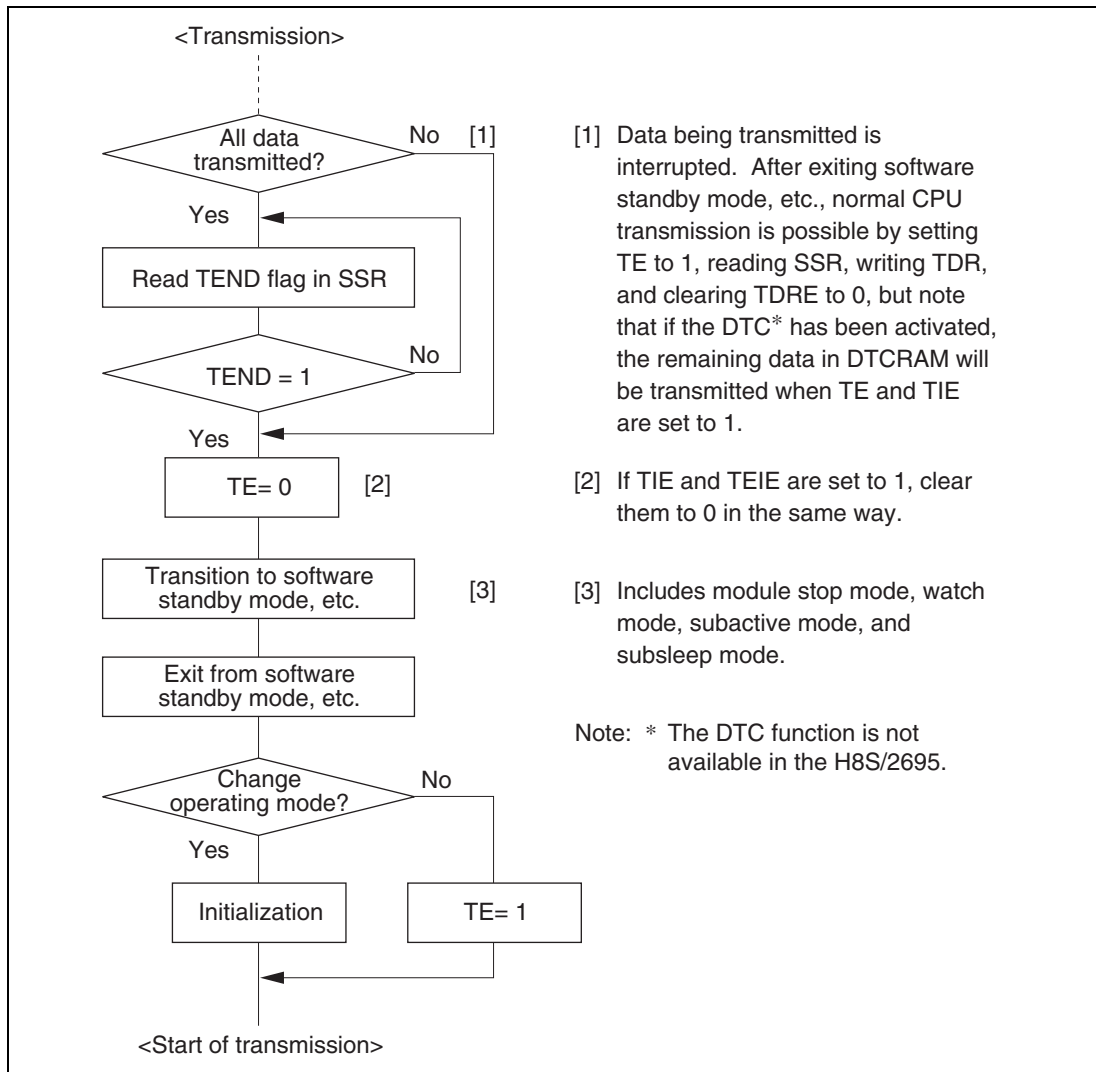 <Transmission>
All data
transmitted?
No
[1]
Yes
Read TEND flag in SSR
TEND = 1
No
Yes
TE= 0
[2]
Transition to software
standby mode, etc.
[3]
Exit from software
standby mode, etc.
Change
operating mode?
No
Yes
Initialization
TE= 1
<Start of transmission>
[1] Data being transmitted is
interrupted. After exiting software
standby mode, etc., normal CPU
transmission is possible by setting
TE to 1, reading SSR, writing TDR,
and clearing TDRE to 0, but note
that if the DTC* has been activated,
the remaining data in DTCRAM will
be transmitted when TE and TIE
are set to 1.
[2] If TIE and TEIE are set to 1, clear
them to 0 in the same way.
[3] Includes module stop mode, watch
mode, subactive mode, and
subsleep mode.
Note: * The DTC function is not
available in the H8S/2695.